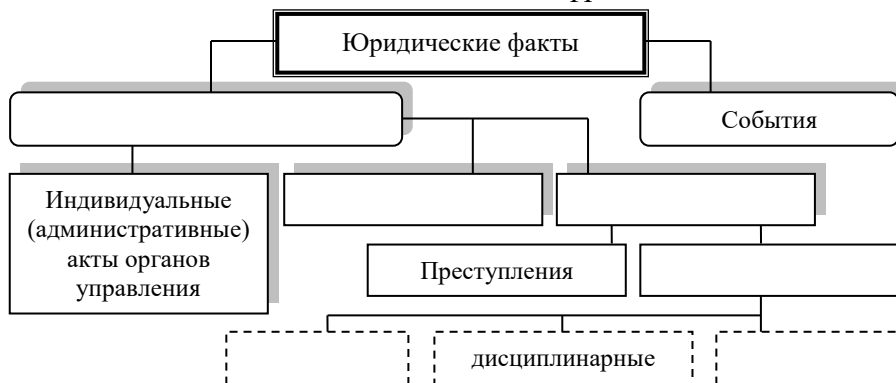 Юридические факты
События
Индивидуальные
(административные)
акты органов
управления
Преступления
дисциплинарные